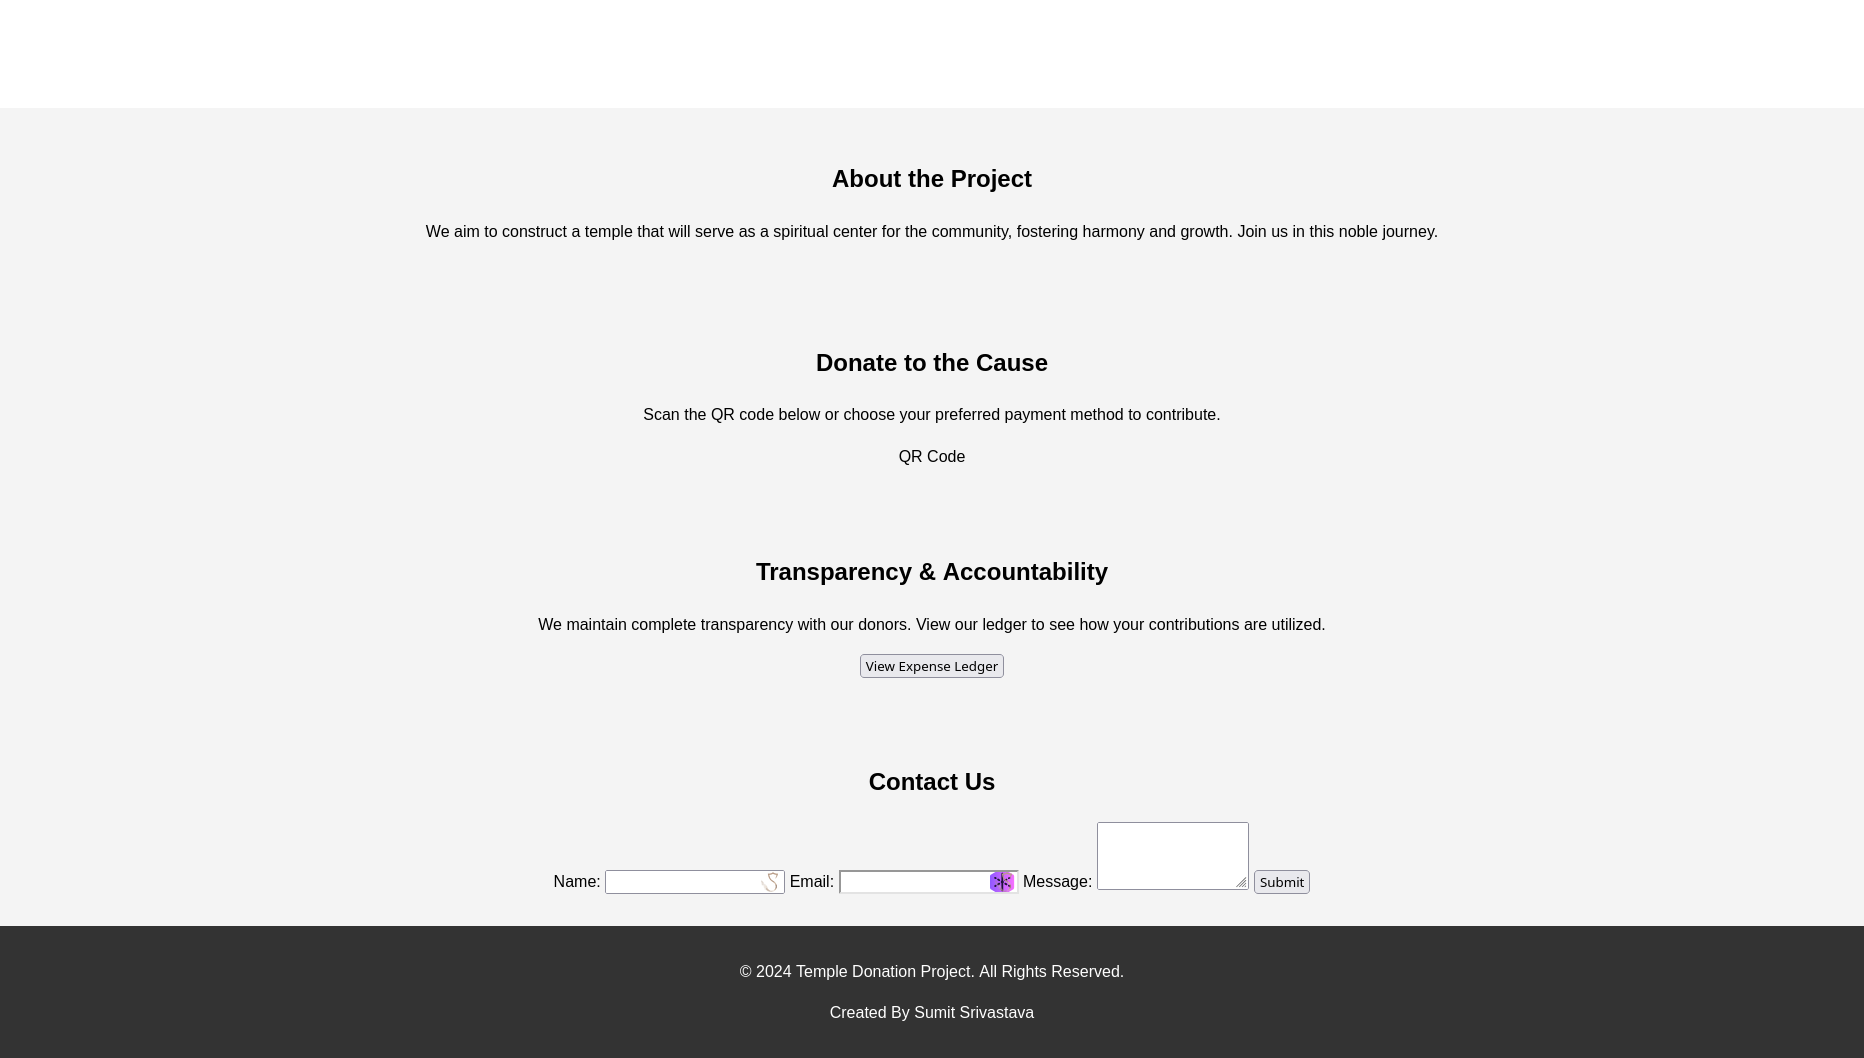 About the Project
We aim to construct a temple that will serve as a spiritual center for the community, fostering harmony and growth. Join us in this noble journey.
Donate to the Cause
Scan the QR code below or choose your preferred payment method to contribute.
QR Code
Transparency & Accountability
We maintain complete transparency with our donors. View our ledger to see how your contributions are utilized.
View Expense Ledger
Contact Us
Name: Email: Message: Submit
© 2024 Temple Donation Project. All Rights Reserved.
Created By Sumit Srivastava